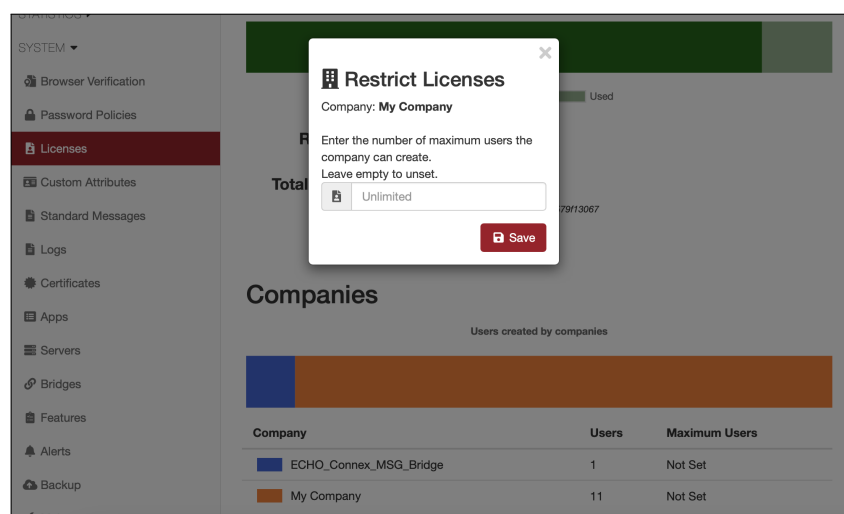 SYSTEM
Browser Verification
Password Policies
Licenses
Custom Attributes
Standard Messages
Logs
Certificates
Apps
Servers
Bridges
Features
Alerts
Backup
×
Restrict Licenses
Company: My Company
Enter the number of maximum users the
company can create.
Leave empty to unset.
Unlimited
Save
Used
R
Total
79f13067
Companies
Users created by companies
Company Users Maximum Users
ECHO_Connex_MSG_Bridge 1 Not Set
My Company 11 Not Set